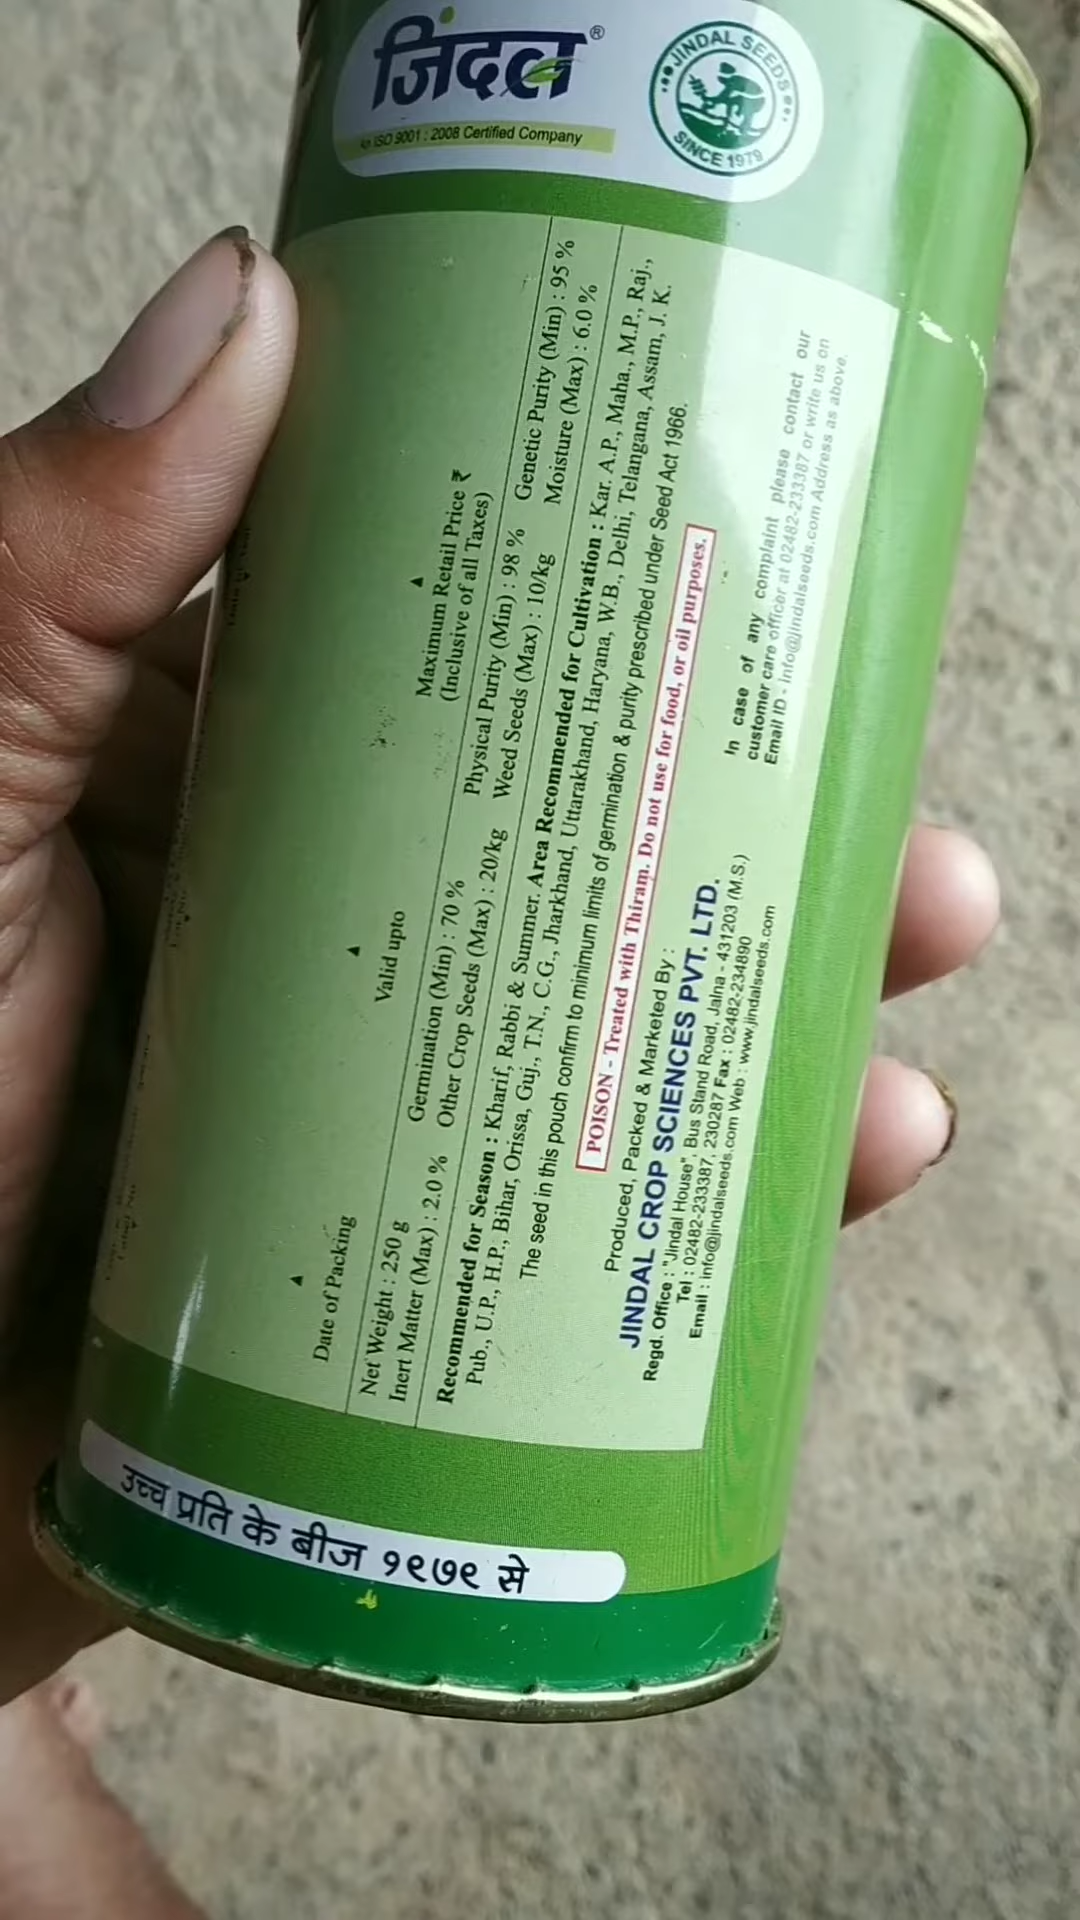 जिंदल®
An ISO 9001 : 2008 Certified Company
JINDAL SEEDS
SINCE 1979
▲ ▲ ▲
Date of Packing Valid upto Maximum Retail Price ₹
(Inclusive of all Taxes)
Net Weight : 250 g Germination (Min) : 70 % Physical Purity (Min) : 98 % Genetic Purity (Min) : 95 %
Inert Matter (Max) : 2.0 % Other Crop Seeds (Max) : 20/kg Weed Seeds (Max) : 10/kg Moisture (Max) : 6.0 %
Recommended for Season : Kharif, Rabbi & Summer. Area Recommended for Cultivation : Kar. A.P., Maha., M.P., Raj.,
Pub., U.P., H.P., Bihar, Orissa, Guj., T.N., C.G., Jharkhand, Uttarakhand, Haryana, W.B., Delhi, Telangana, Assam, J. K.
The seed in this pouch confirm to minimum limits of germination & purity prescribed under Seed Act 1966.
POISON - Treated with Thiram. Do not use for food, or oil purposes.
Produced, Packed & Marketed By :
JINDAL CROP SCIENCES PVT. LTD.
Regd. Office : "Jindal House", Bus Stand Road, Jalna - 431203 (M.S.)
Tel : 02482-233387, 230287 Fax : 02482-234890
Email : info@jindalseeds.com Web : www.jindalseeds.com
In case of any complaint please contact our
customer care officer at 02482-233387 or write us on
Email ID - Info@jindalseeds.com Address as above.
उच्च प्रति के बीज १९७९ से